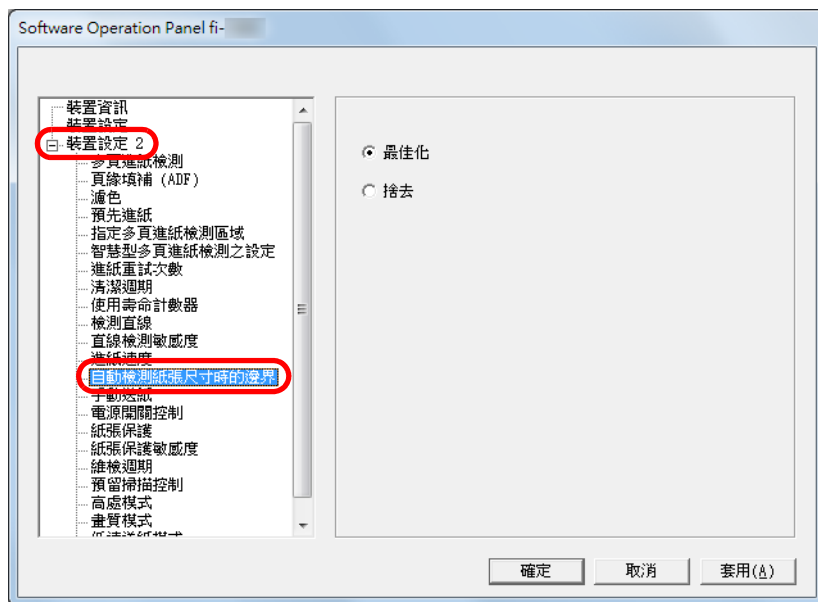 Software Operation Panel fi-
裝置資訊
裝置設定
裝置設定 2
多頁進紙檢測
頁緣填補 (ADF)
濾色
預先進紙
指定多頁進紙檢測區域
智慧型多頁進紙檢測之設定
進紙重試次數
清潔週期
使用壽命計數器
檢測直線
直線檢測敏感度
進紙速度
自動檢測紙張尺寸時的邊界
手動送紙
電源開關控制
紙張保護
紙張保護敏感度
維檢週期
預留掃描控制
高處模式
畫質模式
低速送紙模式
最佳化
捨去
確定
取消
套用(A)